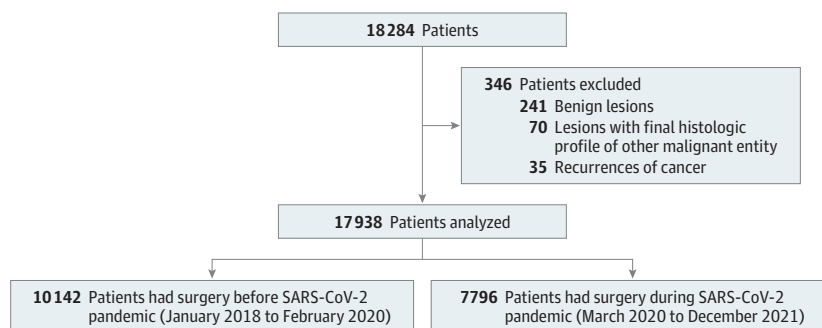 18284 Patients
346 Patients excluded
241 Benign lesions
70 Lesions with final histologic
profile of other malignant entity
35 Recurrences of cancer
17938 Patients analyzed
10142 Patients had surgery before SARS-CoV-2
pandemic (January 2018 to February 2020)
7796 Patients had surgery during SARS-CoV-2
pandemic (March 2020 to December 2021)